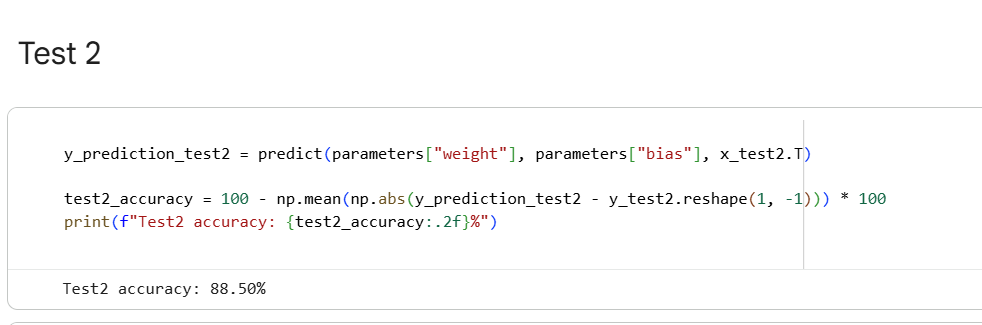 Test 2
y_prediction_test2 = predict(parameters["weight"], parameters["bias"], x_test2.T)
test2_accuracy = 100 - np.mean(np.abs(y_prediction_test2 - y_test2.reshape(1, -1))) * 100
print(f"Test2 accuracy: {test2_accuracy:.2f}%")
Test2 accuracy: 88.50%